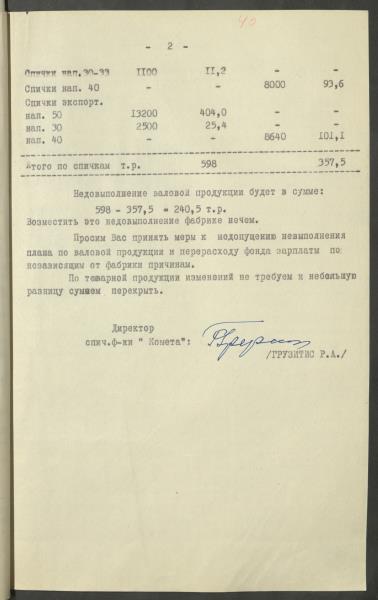 40
- 2 -
Спички нап.30-33 1100 11,2 - -
Спички нап. 40 - - 8000 93,6
Спички экспорт.
нап. 50 13200 404,0 - -
нап. 30 2500 25,4 - -
нап. 40 - - 8640 101,1
Итого по спичкам т.р. 598 357,5
Недовыполнение валовой продукции будет в сумме:
598 - 357,5 = 240,5 т.р.
Возместить это недовыполнение фабрике нечем.
Просим Вас принять меры к недопущению невыполнения
плана по валовой продукции и перерасходу фонда зарплаты по
независящим от фабрики причинам.
По товарной продукции изменений не требуем и небольшую
разницу сумеем перекрыть.
Директор
спич.ф-ки " Комета":
/ГРУЗИТИС Р.А./